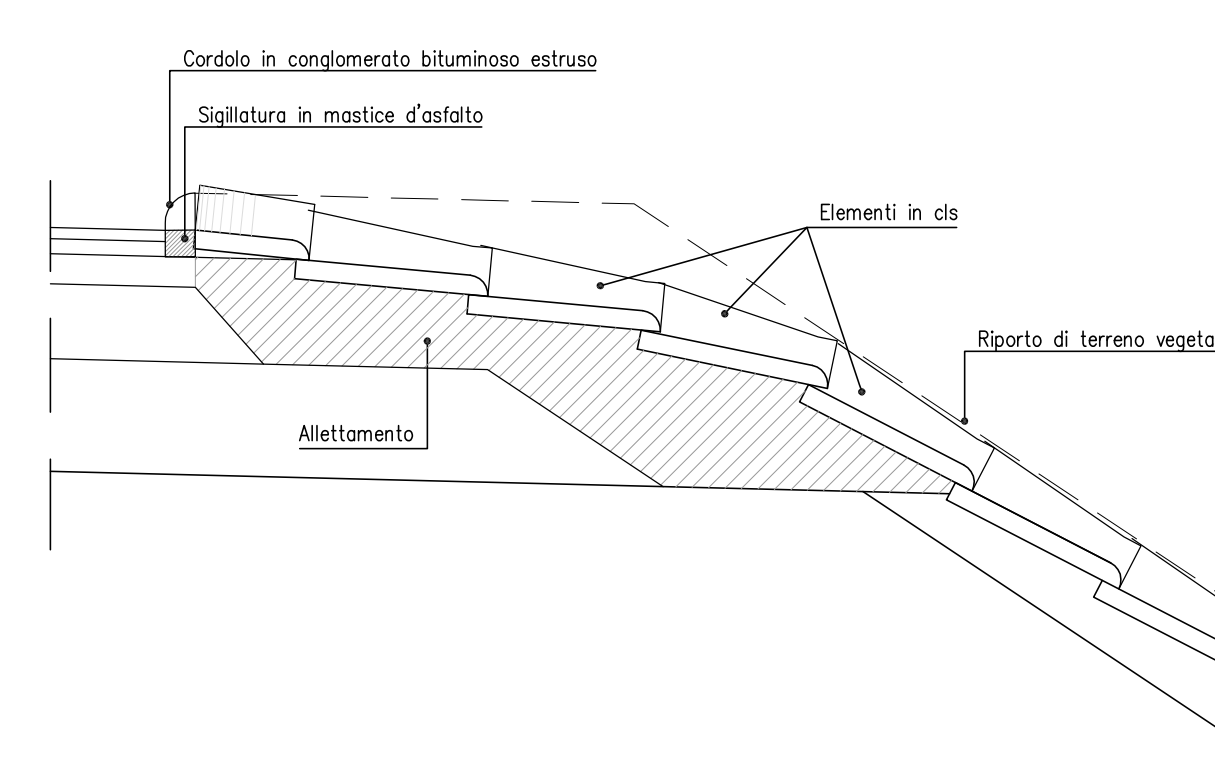 Cordolo in conglomerato bituminoso estruso
Sigillatura in mastice d'asfalto
Elementi in cls
Riporto di terreno vegeta
Allettamento